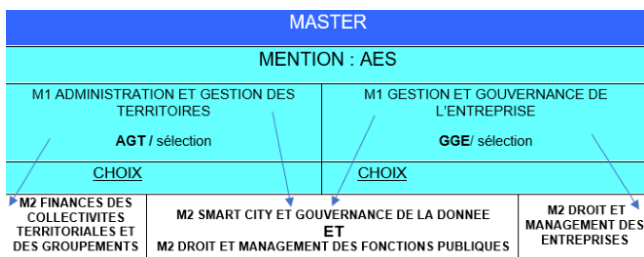 MASTER
MENTION : AES
M1 ADMINISTRATION ET GESTION DES
TERRITOIRES
AGT / sélection
M1 GESTION ET GOUVERNANCE DE
L'ENTREPRISE
GGE/ sélection
CHOIX
CHOIX
M2 FINANCES DES
COLLECTIVITES
TERRITORIALES ET
DES GROUPEMENTS
M2 SMART CITY ET GOUVERNANCE DE LA DONNEE
ET
M2 DROIT ET MANAGEMENT DES FONCTIONS PUBLIQUES
M2 DROIT ET
MANAGEMENT DES
ENTREPRISES